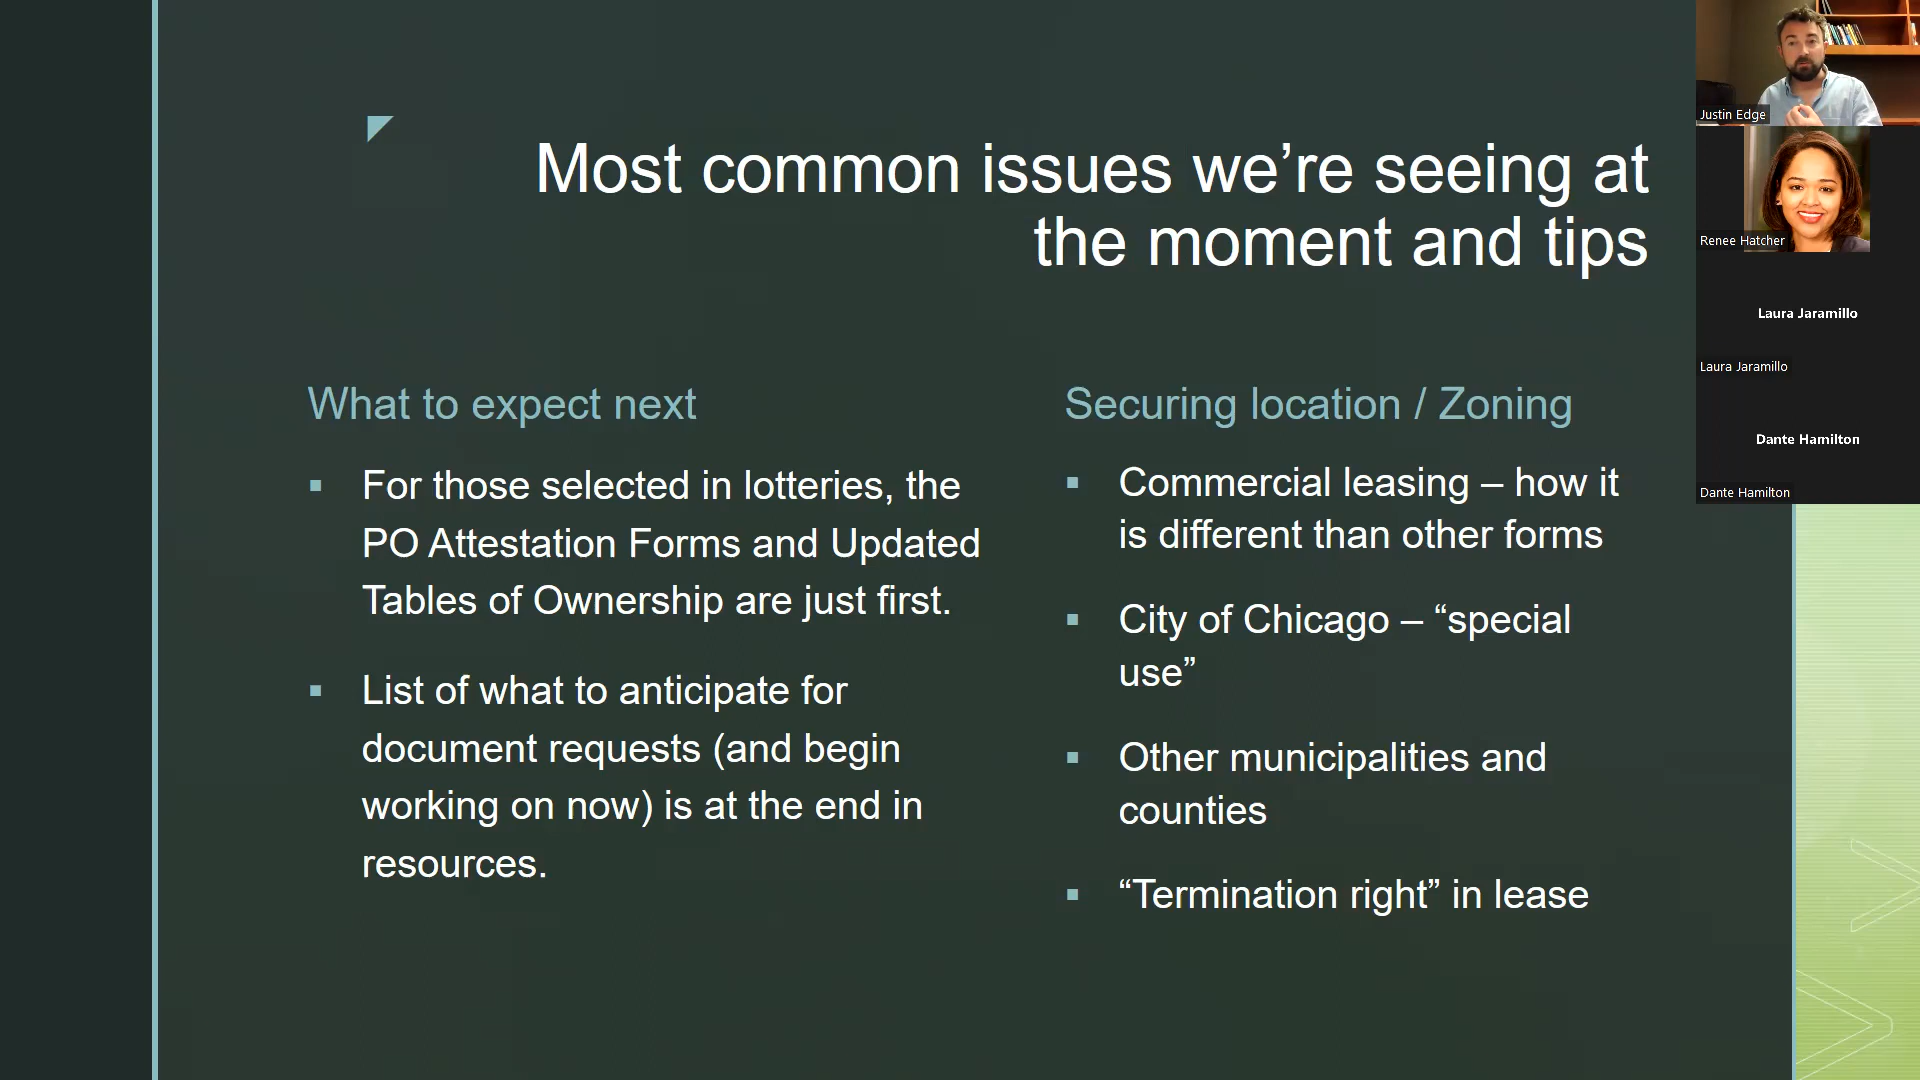 Most common issues we’re seeing at
the moment and tips
What to expect next
▪ For those selected in lotteries, the
PO Attestation Forms and Updated
Tables of Ownership are just first.
▪ List of what to anticipate for
document requests (and begin
working on now) is at the end in
resources.
Securing location / Zoning
▪ Commercial leasing – how it
is different than other forms
▪ City of Chicago – “special
use”
▪ Other municipalities and
counties
▪ “Termination right” in lease
Justin Edge
Renee Hatcher
Laura Jaramillo
Laura Jaramillo
Dante Hamilton
Dante Hamilton